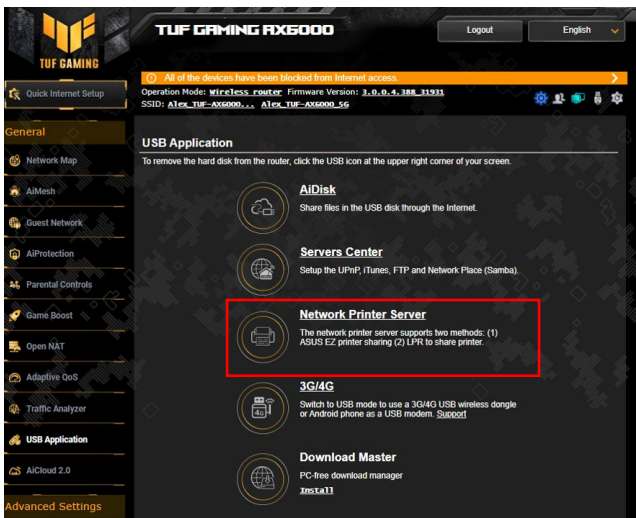 TUF GAMING
TUF GAMING AX6000
Logout
English
All of the devices have been blocked from Internet access.
Quick Internet Setup
Operation Mode: Wireless router Firmware Version: 3.0.0.4.388_31931
SSID: Alex_TUF-AX6000... Alex_TUF-AX6000_5G
General
Network Map
AiMesh
Guest Network
AiProtection
Parental Controls
Game Boost
Open NAT
Adaptive QoS
Traffic Analyzer
USB Application
AiCloud 2.0
Advanced Settings
USB Application
To remove the hard disk from the router, click the USB icon at the upper right corner of your screen.
AiDisk
Share files in the USB disk through the Internet.
Servers Center
Setup the UPnP, iTunes, FTP and Network Place (Samba).
Network Printer Server
The network printer server supports two methods: (1)
ASUS EZ printer sharing (2) LPR to share printer.
3G/4G
Switch to USB mode to use a 3G/4G USB wireless dongle
or Android phone as a USB modem. Support
4G
Download Master
PC-free download manager
Install